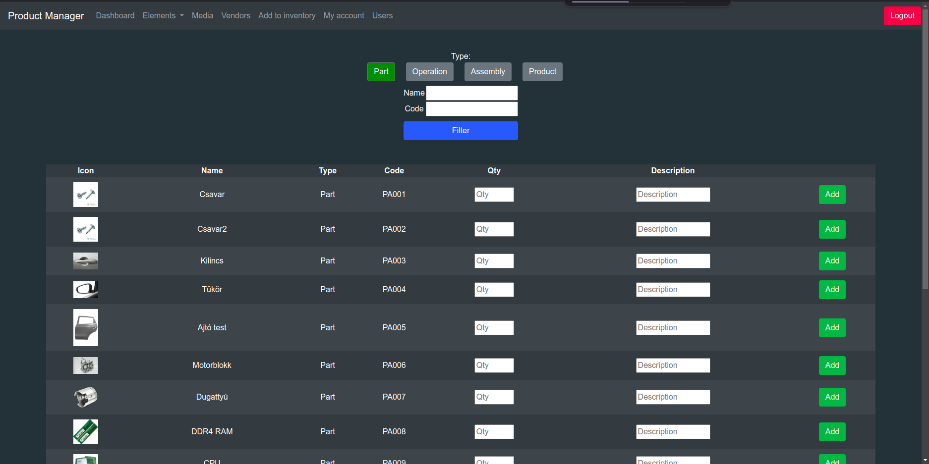 Product Manager Dashboard Elements Media Vendors Add to inventory My account Users Logout
Type:
Part Operation Assembly Product
Name
Code
Filter
Icon Name Type Code Qty Description
Csavar Part PA001 Qty Description Add
Csavar2 Part PA002 Qty Description Add
Kilincs Part PA003 Qty Description Add
Tükör Part PA004 Qty Description Add
Ajtó test Part PA005 Qty Description Add
Motorblokk Part PA006 Qty Description Add
Dugattyú Part PA007 Qty Description Add
DDR4 RAM Part PA008 Qty Description Add
CPU Part PA009 Qty Description Add